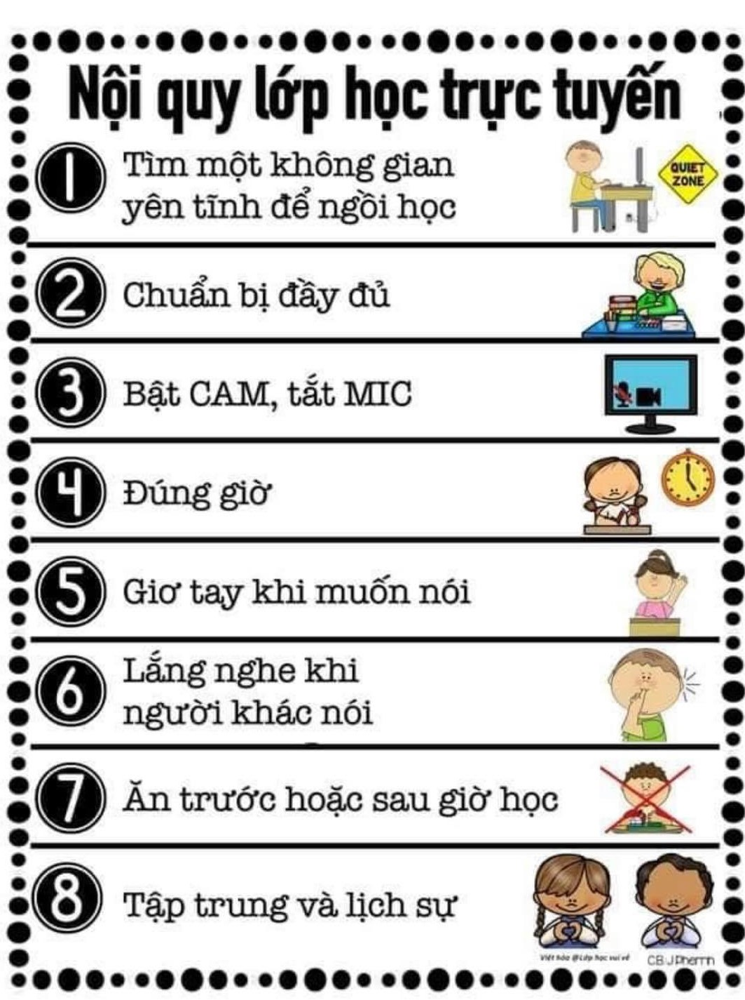 Nội quy lớp học trực tuyến
1 Tìm một không gian
yên tĩnh để ngồi học
QUIET
ZONE
2 Chuẩn bị đầy đủ
3 Bật CAM, tắt MIC
4 Đúng giờ
5 Giơ tay khi muốn nói
6 Lắng nghe khi
người khác nói
7 Ăn trước hoặc sau giờ học
8 Tập trung và lịch sự
Việt hóa @Lớp học vui vẻ